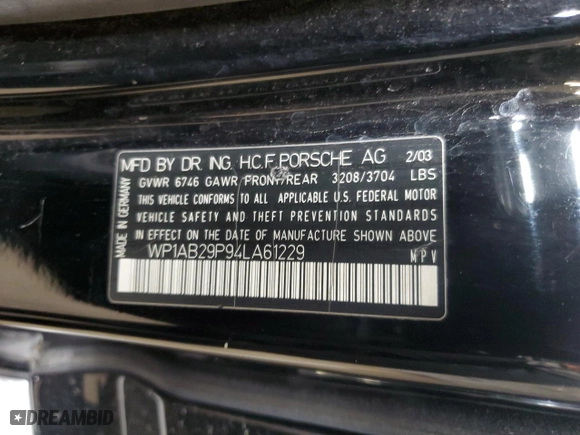 MFD BY DR. ING. H.C.F. PORSCHE AG 2/03
GVWR 6746 GAWR FRONT/REAR 3208/3704 LBS
THIS VEHICLE CONFORMS TO ALL APPLICABLE U.S. FEDERAL MOTOR
VEHICLE SAFETY AND THEFT PREVENTION STANDARDS
IN EFFECT ON THE DATE OF MANUFACTURE SHOWN ABOVE
WP1AB29P94LA61229 MPV
MADE IN GERMANY
DREAMBID